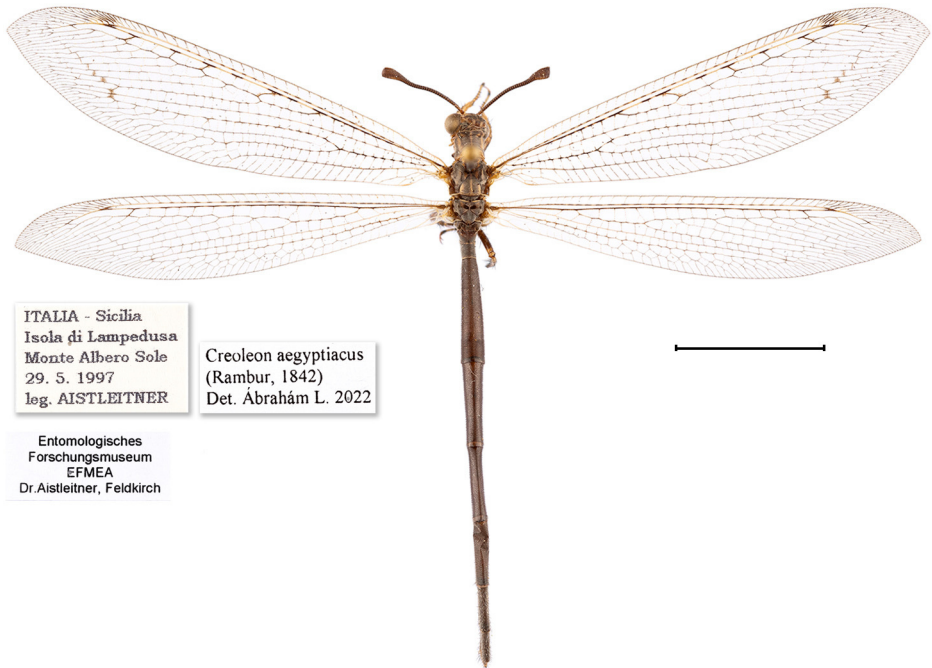 ITALIA - Sicilia
Isola di Lampedusa
Monte Albero Sole
29. 5. 1997
leg. AISTLEITNER
Creoleon aegyptiacus
(Rambur, 1842)
Det. Ábrahám L. 2022
Entomologisches
Forschungsmuseum
EFMEA
Dr.Aistleitner, Feldkirch